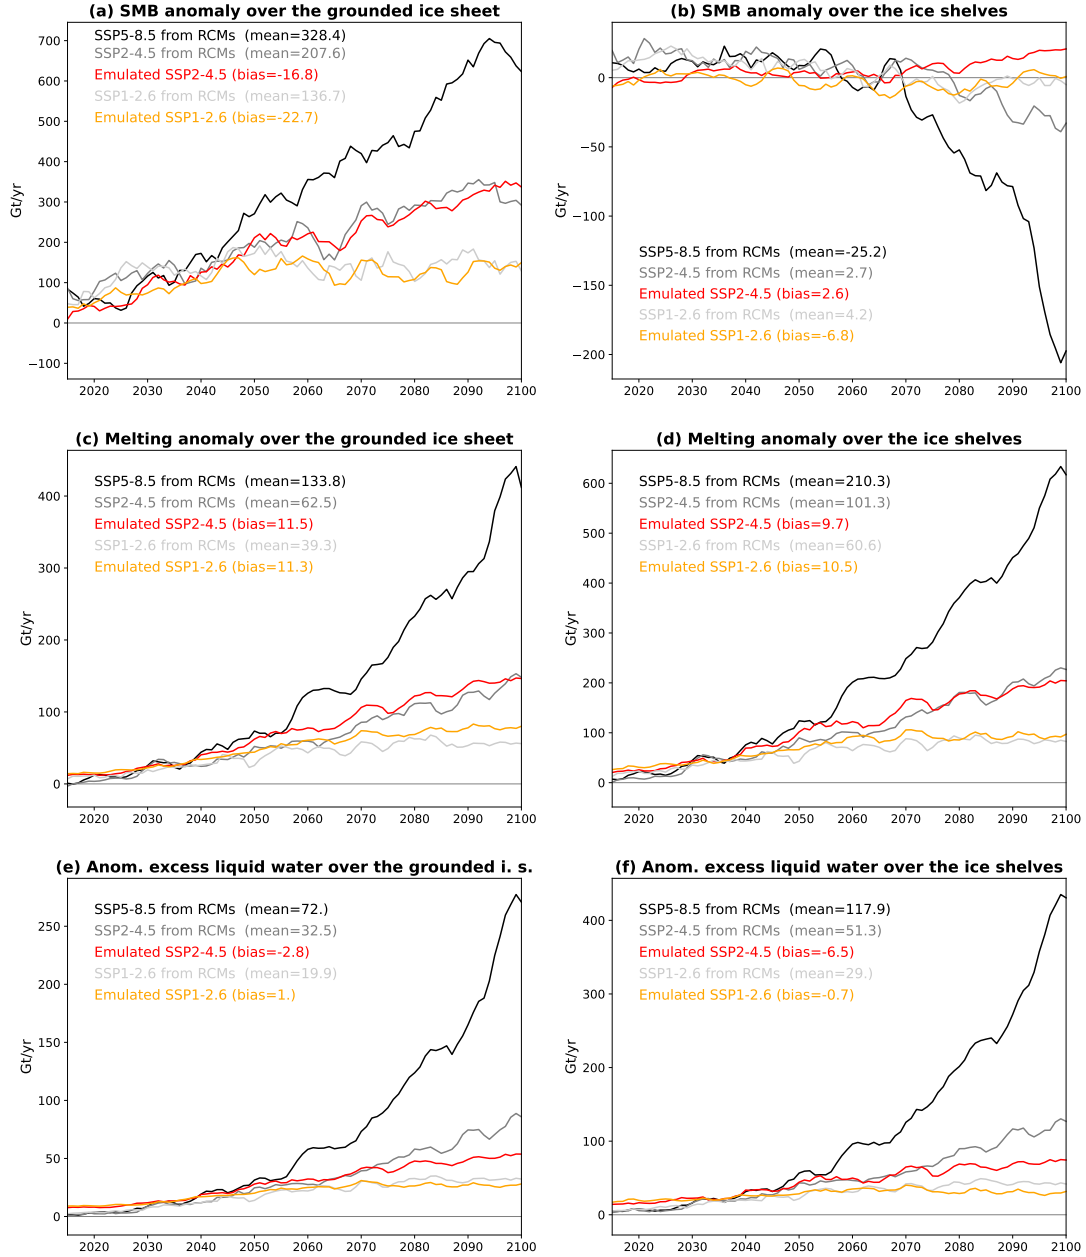 (a) SMB anomaly over the grounded ice sheet
SSP5-8.5 from RCMs (mean=328.4)
SSP2-4.5 from RCMs (mean=207.6)
Emulated SSP2-4.5 (bias=-16.8)
SSP1-2.6 from RCMs (mean=136.7)
Emulated SSP1-2.6 (bias=-22.7)
Gt/yr
700
600
500
400
300
200
100
0
−100
2020 2030 2040 2050 2060 2070 2080 2090 2100
(b) SMB anomaly over the ice shelves
SSP5-8.5 from RCMs (mean=-25.2)
SSP2-4.5 from RCMs (mean=2.7)
Emulated SSP2-4.5 (bias=2.6)
SSP1-2.6 from RCMs (mean=4.2)
Emulated SSP1-2.6 (bias=-6.8)
Gt/yr
0
−50
−100
−150
−200
2020 2030 2040 2050 2060 2070 2080 2090 2100
(c) Melting anomaly over the grounded ice sheet
SSP5-8.5 from RCMs (mean=133.8)
SSP2-4.5 from RCMs (mean=62.5)
Emulated SSP2-4.5 (bias=11.5)
SSP1-2.6 from RCMs (mean=39.3)
Emulated SSP1-2.6 (bias=11.3)
Gt/yr
400
300
200
100
0
2020 2030 2040 2050 2060 2070 2080 2090 2100
(d) Melting anomaly over the ice shelves
SSP5-8.5 from RCMs (mean=210.3)
SSP2-4.5 from RCMs (mean=101.3)
Emulated SSP2-4.5 (bias=9.7)
SSP1-2.6 from RCMs (mean=60.6)
Emulated SSP1-2.6 (bias=10.5)
Gt/yr
600
500
400
300
200
100
0
2020 2030 2040 2050 2060 2070 2080 2090 2100
(e) Anom. excess liquid water over the grounded i. s.
SSP5-8.5 from RCMs (mean=72.)
SSP2-4.5 from RCMs (mean=32.5)
Emulated SSP2-4.5 (bias=-2.8)
SSP1-2.6 from RCMs (mean=19.9)
Emulated SSP1-2.6 (bias=1.)
Gt/yr
250
200
150
100
50
0
2020 2030 2040 2050 2060 2070 2080 2090 2100
(f) Anom. excess liquid water over the ice shelves
SSP5-8.5 from RCMs (mean=117.9)
SSP2-4.5 from RCMs (mean=51.3)
Emulated SSP2-4.5 (bias=-6.5)
SSP1-2.6 from RCMs (mean=29.)
Emulated SSP1-2.6 (bias=-0.7)
Gt/yr
400
300
200
100
0
2020 2030 2040 2050 2060 2070 2080 2090 2100